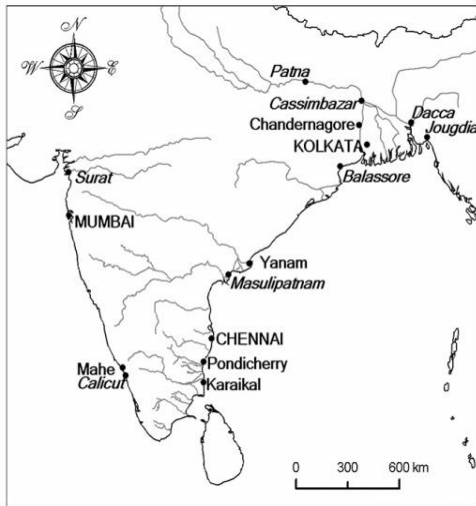 N
W E
S
Patna
Cassimbazar
Chandernagore
Dacca
Jougdia
KOLKATA
Balassore
Surat
MUMBAI
Yanam
Masulipatnam
CHENNAI
Mahe
Pondicherry
Calicut
Karaikal
0 300 600 km